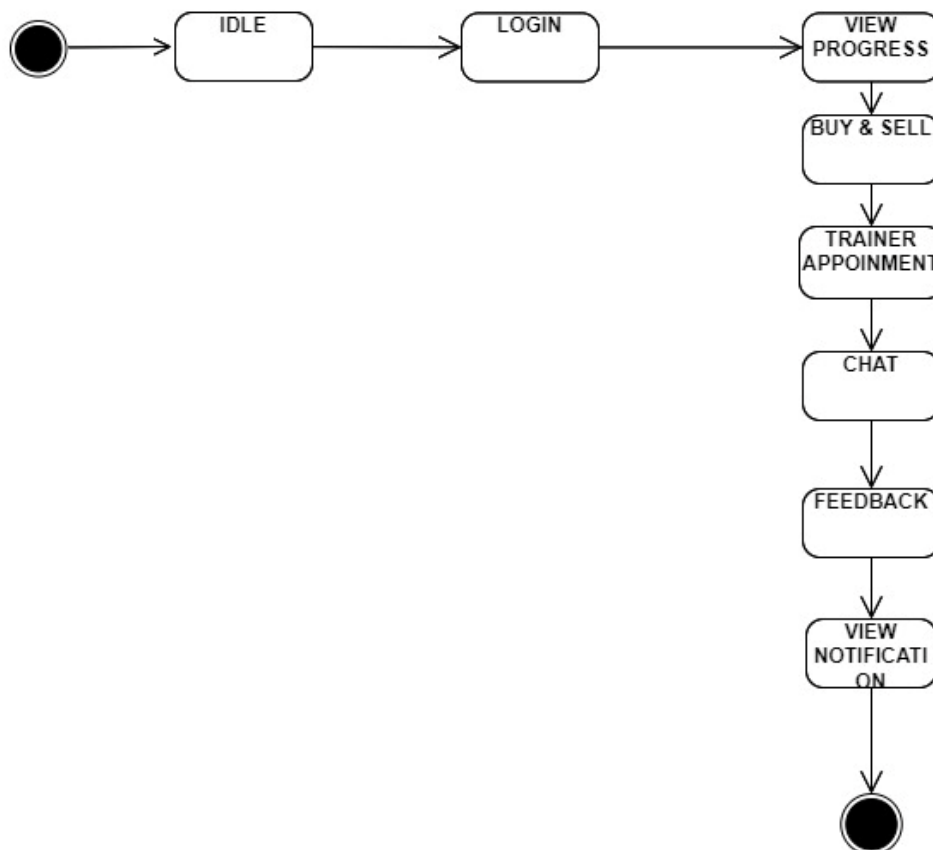 IDLE
LOGIN
VIEW
PROGRESS
BUY & SELL
TRAINER
APPOINMENT
CHAT
FEEDBACK
VIEW
NOTIFICATI
ON